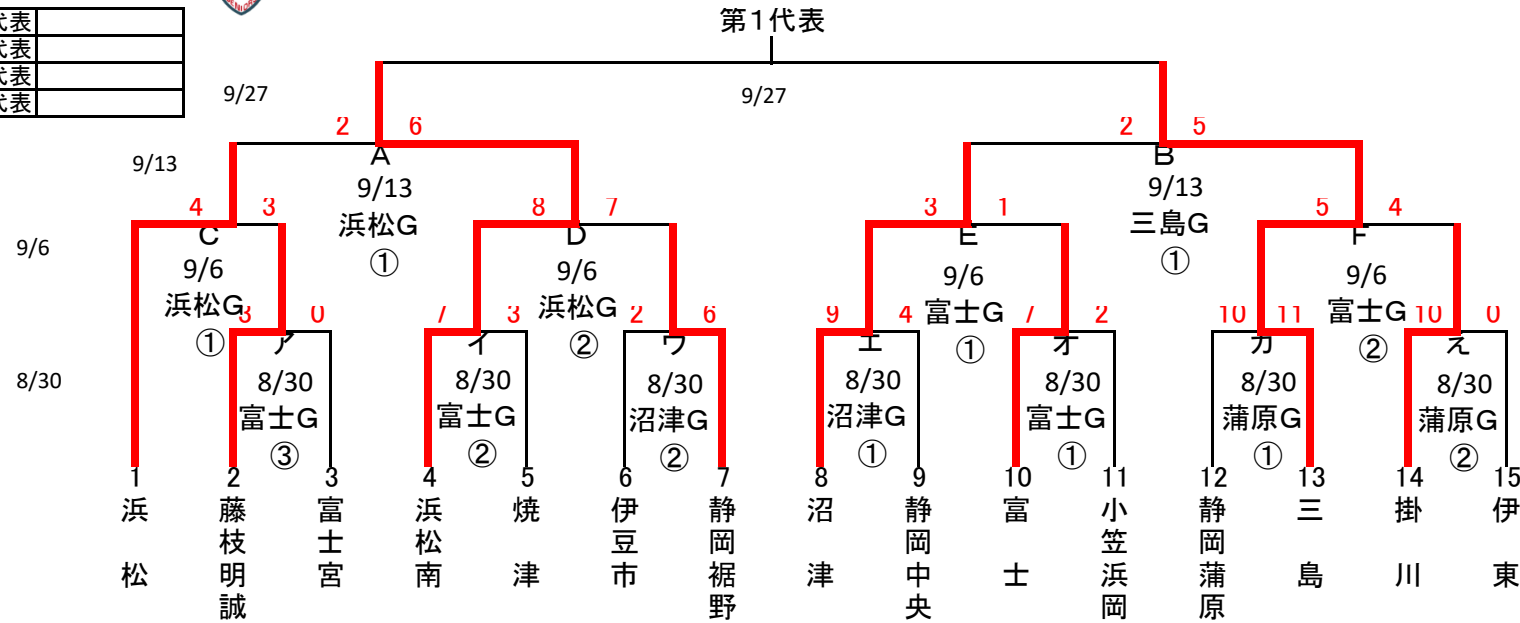 第1代表
代表
代表
代表
代表
9/27
9/27
2 6
2 5
9/13
A
9/13
浜松G
①
B
9/13
三島G
①
4 3
8 7
3 1
5 4
9/6
C
9/6
浜松G
①
D
9/6
浜松G
②
E
9/6
富士G
①
F
9/6
富士G
②
3 0
7 3
2 6
9 4
7 2
10 11
10 0
8/30
ア
8/30
富士G
③
イ
8/30
富士G
②
ウ
8/30
沼津G
②
エ
8/30
沼津G
①
オ
8/30
富士G
①
カ
8/30
蒲原G
①
え
8/30
蒲原G
②
1 2 3 4 5 6 7 8 9 10 11 12 13 14 15
浜松
藤枝明誠
富士宮
浜松南
焼津
伊豆市
静岡裾野
沼津
静岡中央
富士
小笠浜岡
静岡蒲原
三島
掛川
伊東